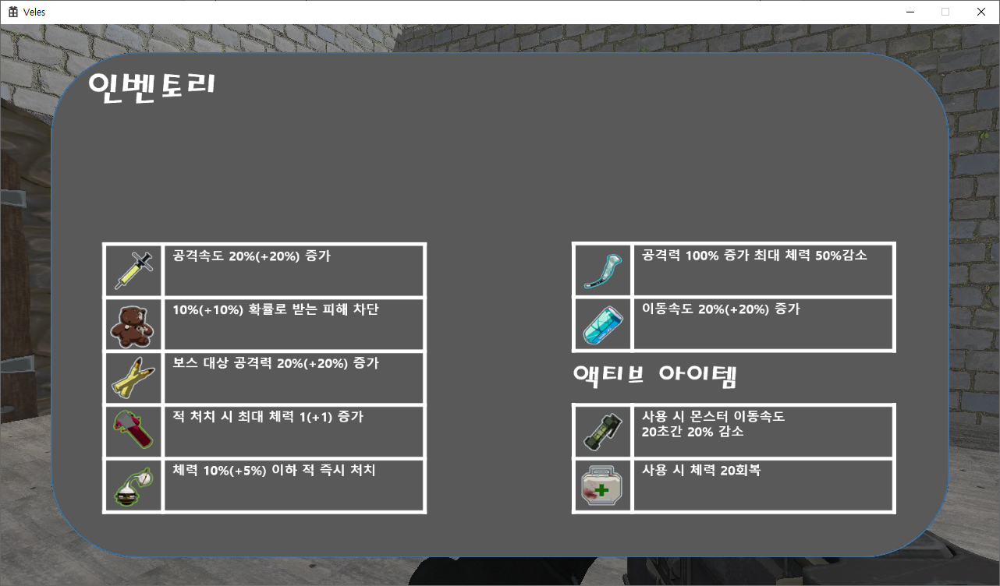 Veles
인벤토리
공격속도 20%(+20%) 증가
10%(+10%) 확률로 받는 피해 차단
보스 대상 공격력 20%(+20%) 증가
적 처치 시 최대 체력 1(+1) 증가
체력 10%(+5%) 이하 적 즉시 처치
공격력 100% 증가 최대 체력 50%감소
이동속도 20%(+20%) 증가
액티브 아이템
사용 시 몬스터 이동속도
20초간 20% 감소
사용 시 체력 20회복